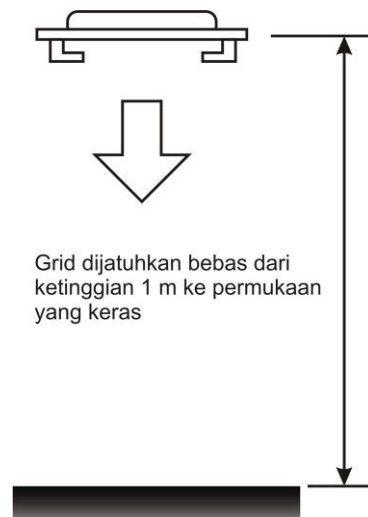 Grid dijatuhkan bebas dari
ketinggian 1 m ke permukaan
yang keras